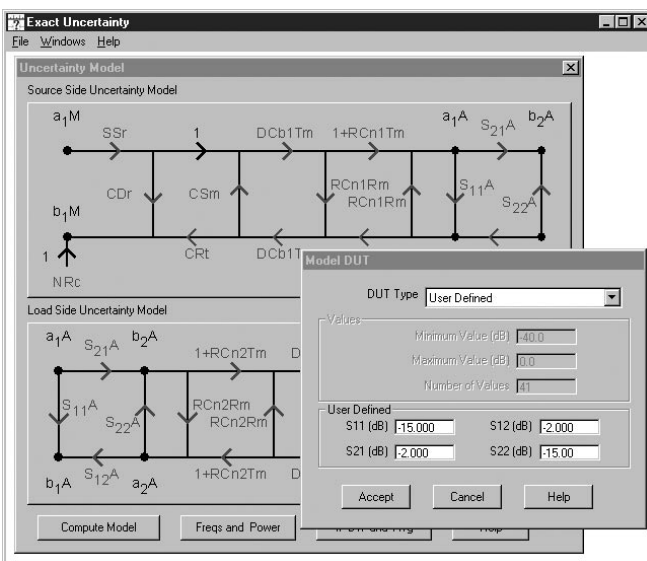 Exact Uncertainty
File Windows Help
Uncertainty Model
Source Side Uncertainty Model
a1M SSr 1 DCb1Tm 1+RCn1Tm a1A S21A b2A
CDr CSm RCn1Rm RCn1Rm S11A S22A
b1M
1 CRt DCb1T
NRc
Model DUT
DUT Type User Defined
Values
Minimum Value (dB) -40.0
Maximum Value (dB) 0.0
Number of Values 41
User Defined
S11 (dB) -15.000 S12 (dB) -2.000
S21 (dB) -2.000 S22 (dB) -15.00
Accept Cancel Help
Load Side Uncertainty Model
a1A S21A b2A 1+RCn2Tm D
S11A S22A RCn2Rm RCn2Rm
b1A S12A a2A 1+RCn2Tm D
Compute Model Freqs and Power